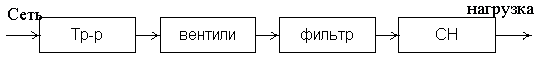 Сеть
нагрузка
Тр-р
вентили
фильтр
СН